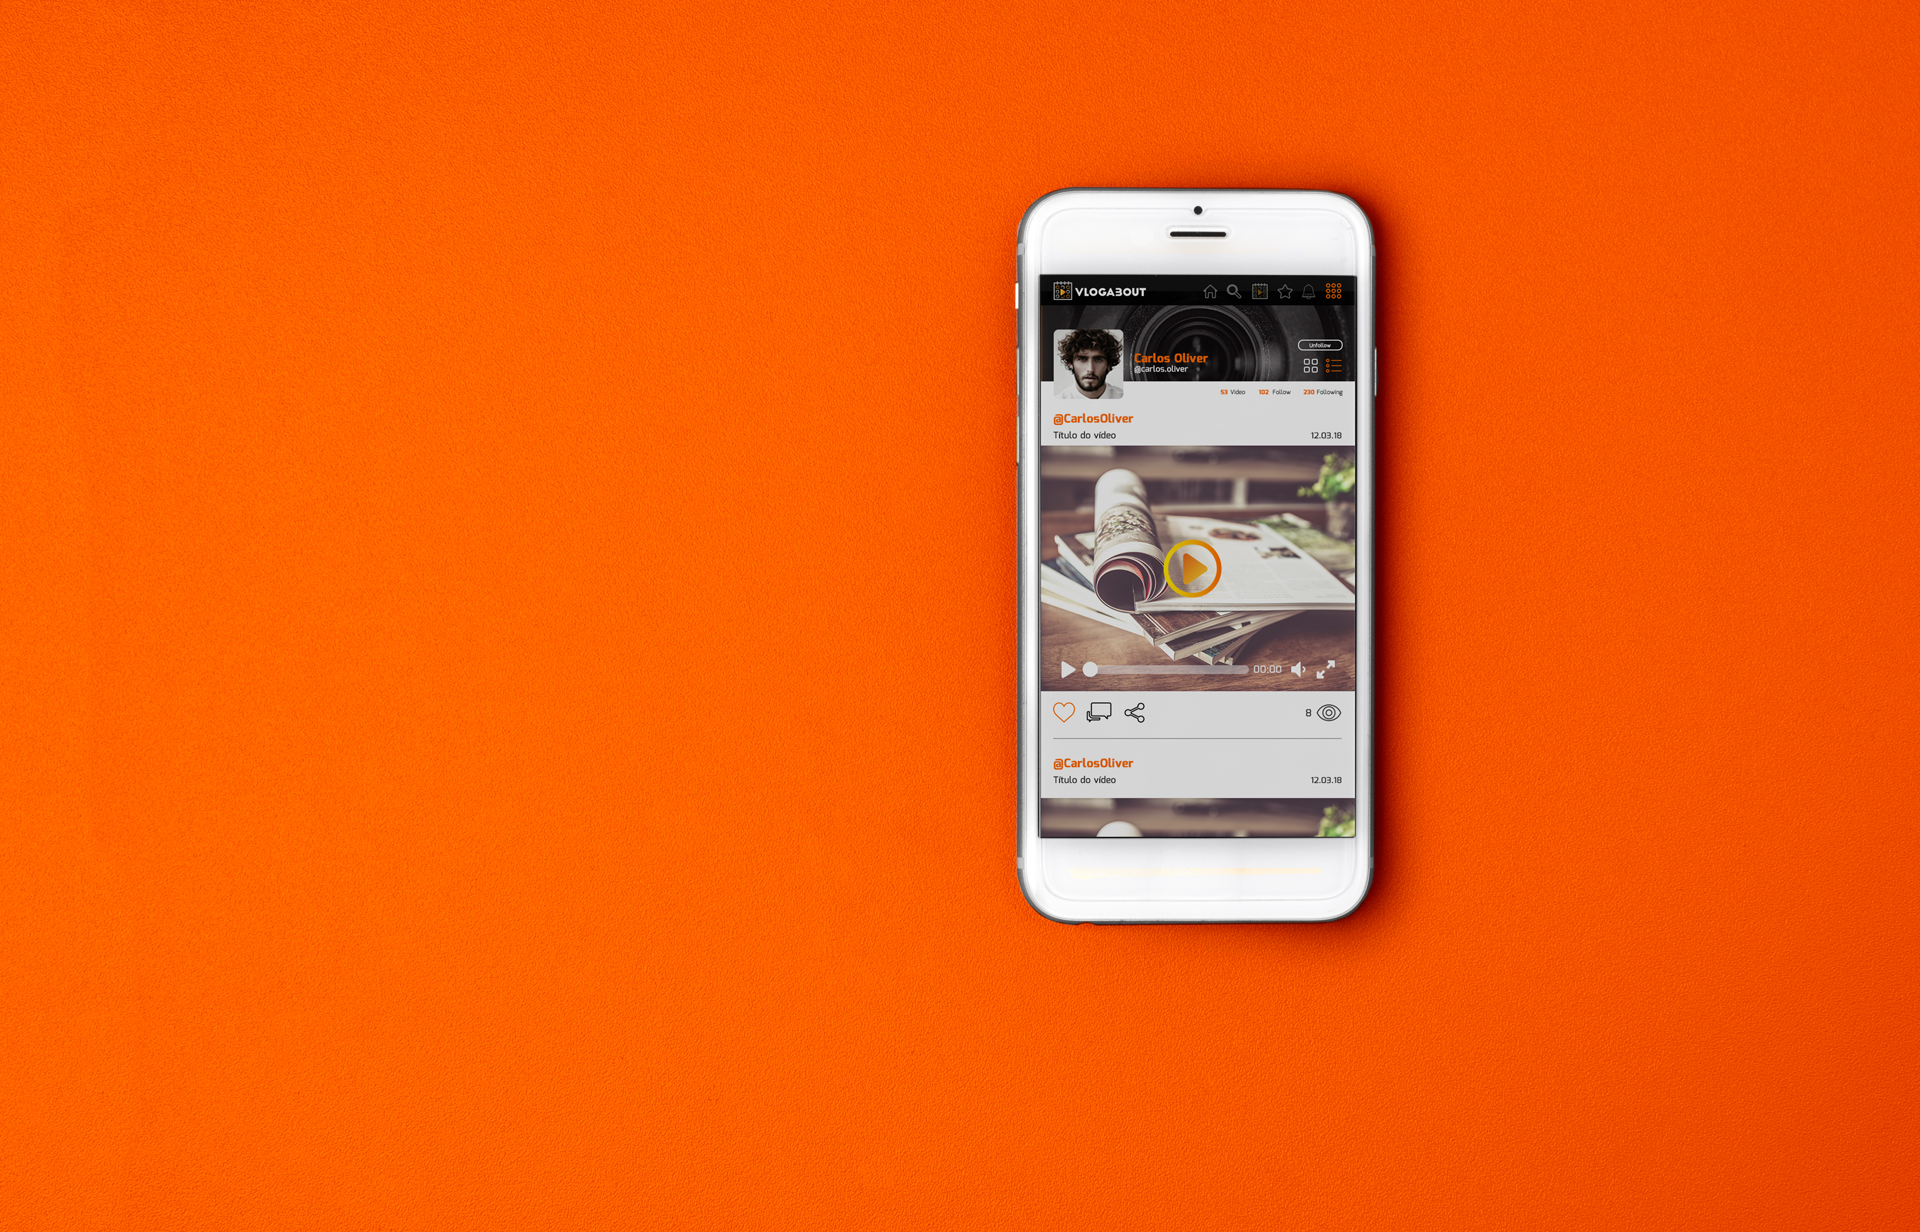 VLOGABOUT
Unfollow
Carlos Oliver
@carlos.oliver
53 Video 102 Follow 230 Following
@CarlosOliver
Título do vídeo 12.03.18
00:00
8
@CarlosOliver
Título do vídeo 12.03.18